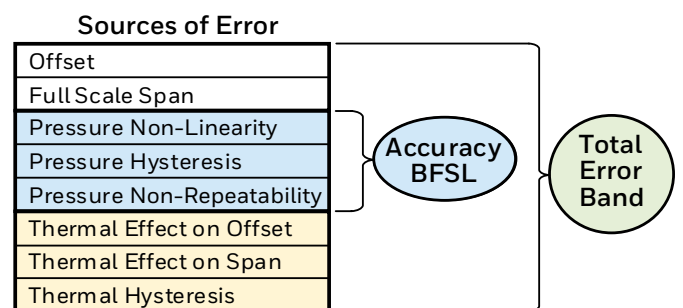 Sources of Error
Offset
Full Scale Span
Pressure Non-Linearity
Pressure Hysteresis
Pressure Non-Repeatability
Thermal Effect on Offset
Thermal Effect on Span
Thermal Hysteresis
Accuracy
BFSL
Total
Error
Band